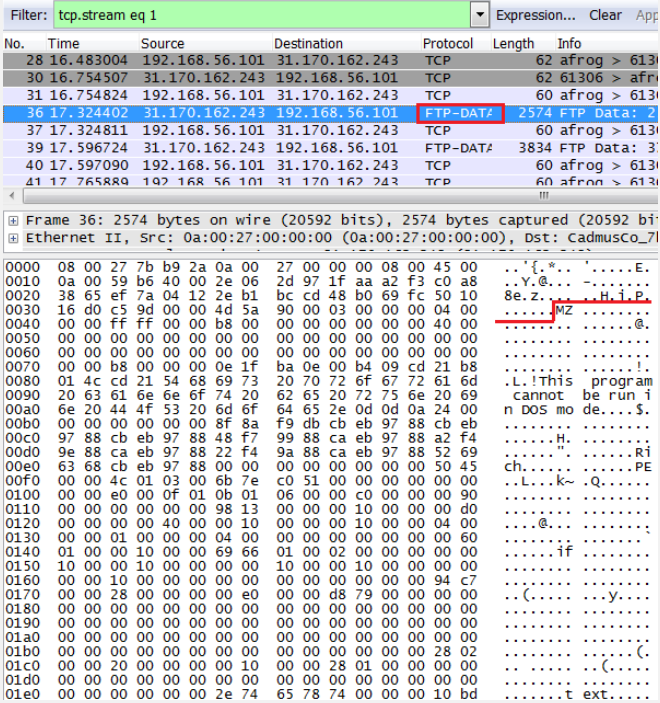 Filter: tcp.stream eq 1 Expression... Clear App
No. Time Source Destination Protocol Length Info
28 16.483004 192.168.56.101 31.170.162.243 TCP 62 afrog > 6130
30 16.754507 31.170.162.243 192.168.56.101 TCP 62 61306 > afr
31 16.754824 192.168.56.101 31.170.162.243 TCP 60 afrog > 6130
36 17.324402 31.170.162.243 192.168.56.101 FTP-DATA 2574 FTP Data: 2
37 17.324811 192.168.56.101 31.170.162.243 TCP 60 afrog > 6130
39 17.596724 31.170.162.243 192.168.56.101 FTP-DATA 3834 FTP Data: 3
40 17.597090 192.168.56.101 31.170.162.243 TCP 60 afrog > 6130
41 17.765889 192.168.56.101 31.170.162.243 TCP 60 afrog > 6130
Frame 36: 2574 bytes on wire (20592 bits), 2574 bytes captured (20592 bi
Ethernet II, Src: 0a:00:27:00:00:00 (0a:00:27:00:00:00), Dst: CadmusCo_7
0000 08 00 27 7b b9 2a 0a 00 27 00 00 00 08 00 45 00 ..'{.*.. '.....E.
0010 0a 00 59 b6 40 00 2e 06 2d 97 1f aa a2 f3 c0 a8 ..Y.@... -.......
0020 38 65 ef 7a 04 12 2e b1 bc cd 48 b0 69 fc 50 10 8e.z.... ..H.i.P.
0030 16 d0 c5 9d 00 00 4d 5a 90 00 03 00 00 00 04 00 ......MZ ........
0040 00 00 ff ff 00 00 b8 00 00 00 00 00 00 00 40 00 ........ ......@.
0050 00 00 00 00 00 00 00 00 00 00 00 00 00 00 00 00 ........ ........
0060 00 00 00 00 00 00 00 00 00 00 00 00 00 00 00 00 ........ ........
0070 00 00 b8 00 00 00 0e 1f ba 0e 00 b4 09 cd 21 b8 ........ ......!.
0080 01 4c cd 21 54 68 69 73 20 70 72 6f 67 72 61 6d .L.!This program
0090 20 63 61 6e 6e 6f 74 20 62 65 20 72 75 6e 20 69 cannot be run i
00a0 6e 20 44 4f 53 20 6d 6f 64 65 2e 0d 0d 0a 24 00 n DOS mo de....$.
00b0 00 00 00 00 00 00 8f 8a f9 db cb eb 97 88 cb eb ........ ........
00c0 97 88 cb eb 97 88 48 f7 99 88 ca eb 97 88 a2 f4 ......H. ........
00d0 9e 88 ca eb 97 88 22 f4 9a 88 ca eb 97 88 52 69 ......". ......Ri
00e0 63 68 cb eb 97 88 00 00 00 00 00 00 00 00 50 45 ch...... ......PE
00f0 00 00 4c 01 03 00 6b 7e c0 51 00 00 00 00 00 00 ..L...k~ .Q......
0100 00 00 e0 00 0f 01 0b 01 06 00 00 c0 00 00 00 90 ........ ........
0110 00 00 00 00 00 00 98 13 00 00 00 10 00 00 00 d0 ........ ........
0120 00 00 00 00 40 00 00 10 00 00 00 10 00 00 04 00 ....@... ........
0130 00 00 01 00 00 00 04 00 00 00 00 00 00 00 00 60 ........ .......`
0140 01 00 00 10 00 00 69 66 01 00 02 00 00 00 00 00 ......if ........
0150 10 00 00 10 00 00 00 00 10 00 00 10 00 00 00 00 ........ ........
0160 00 00 10 00 00 00 00 00 00 00 00 00 00 00 94 c7 ........ ........
0170 00 00 28 00 00 00 00 e0 00 00 d8 79 00 00 00 00 ..(..... ...y....
0180 00 00 00 00 00 00 00 00 00 00 00 00 00 00 00 00 ........ ........
0190 00 00 00 00 00 00 00 00 00 00 00 00 00 00 00 00 ........ ........
01a0 00 00 00 00 00 00 00 00 00 00 00 00 00 00 00 00 ........ ........
01b0 00 00 00 00 00 00 00 00 00 00 00 00 00 00 28 02 ........ ......(.
01c0 00 00 20 00 00 00 00 10 00 00 28 01 00 00 00 00 .. ..... ..(.....
01d0 00 00 00 00 00 00 00 00 00 00 00 00 00 00 00 00 ........ ........
01e0 00 00 00 00 00 00 2e 74 65 78 74 00 00 00 10 bd .......t ext.....